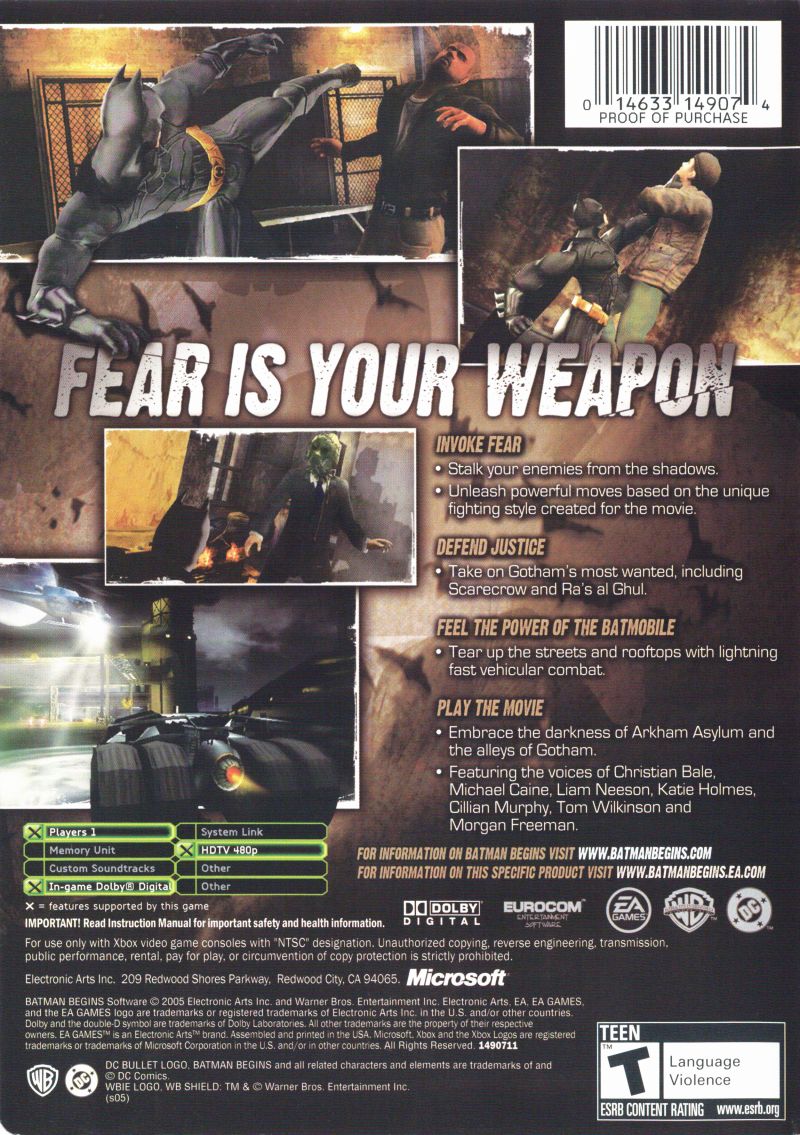 0 14633 14907 4
PROOF OF PURCHASE
FEAR IS YOUR WEAPON
INVOKE FEAR
• Stalk your enemies from the shadows.
• Unleash powerful moves based on the unique
fighting style created for the movie.
DEFEND JUSTICE
• Take on Gotham's most wanted, including
Scarecrow and Ra's al Ghul.
FEEL THE POWER OF THE BATMOBILE
• Tear up the streets and rooftops with lightning
fast vehicular combat.
PLAY THE MOVIE
• Embrace the darkness of Arkham Asylum and
the alleys of Gotham.
• Featuring the voices of Christian Bale,
Michael Caine, Liam Neeson, Katie Holmes,
Cillian Murphy, Tom Wilkinson and
Morgan Freeman.
X Players 1
System Link
Memory Unit
X HDTV 480p
Custom Soundtracks
Other
X In-game Dolby® Digital
Other
X = features supported by this game
FOR INFORMATION ON BATMAN BEGINS VISIT WWW.BATMANBEGINS.COM
FOR INFORMATION ON THIS SPECIFIC PRODUCT VISIT WWW.BATMANBEGINS.EA.COM
IMPORTANT! Read Instruction Manual for important safety and health information.
DOLBY
DIGITAL
EUROCOM™
ENTERTAINMENT
SOFTWARE
EA
GAMES™
WB
DC
For use only with Xbox video game consoles with "NTSC" designation. Unauthorized copying, reverse engineering, transmission,
public performance, rental, pay for play, or circumvention of copy protection is strictly prohibited.
Electronic Arts Inc. 209 Redwood Shores Parkway, Redwood City, CA 94065. Microsoft®
BATMAN BEGINS Software © 2005 Electronic Arts Inc. and Warner Bros. Entertainment Inc. Electronic Arts, EA, EA GAMES,
and the EA GAMES logo are trademarks or registered trademarks of Electronic Arts Inc. in the U.S. and/or other countries.
Dolby and the double-D symbol are trademarks of Dolby Laboratories. All other trademarks are the property of their respective
owners. EA GAMES™ is an Electronic Arts™ brand. Assembled and printed in the USA. Microsoft, Xbox and the Xbox Logos are registered
trademarks or trademarks of Microsoft Corporation in the U.S. and/or in other countries. All Rights Reserved. 1490711
WB
DC
DC BULLET LOGO, BATMAN BEGINS and all related characters and elements are trademarks of and
© DC Comics.
WBIE LOGO, WB SHIELD: TM & © Warner Bros. Entertainment Inc.
(s05)
TEEN
T
™
Language
Violence
ESRB CONTENT RATING www.esrb.org